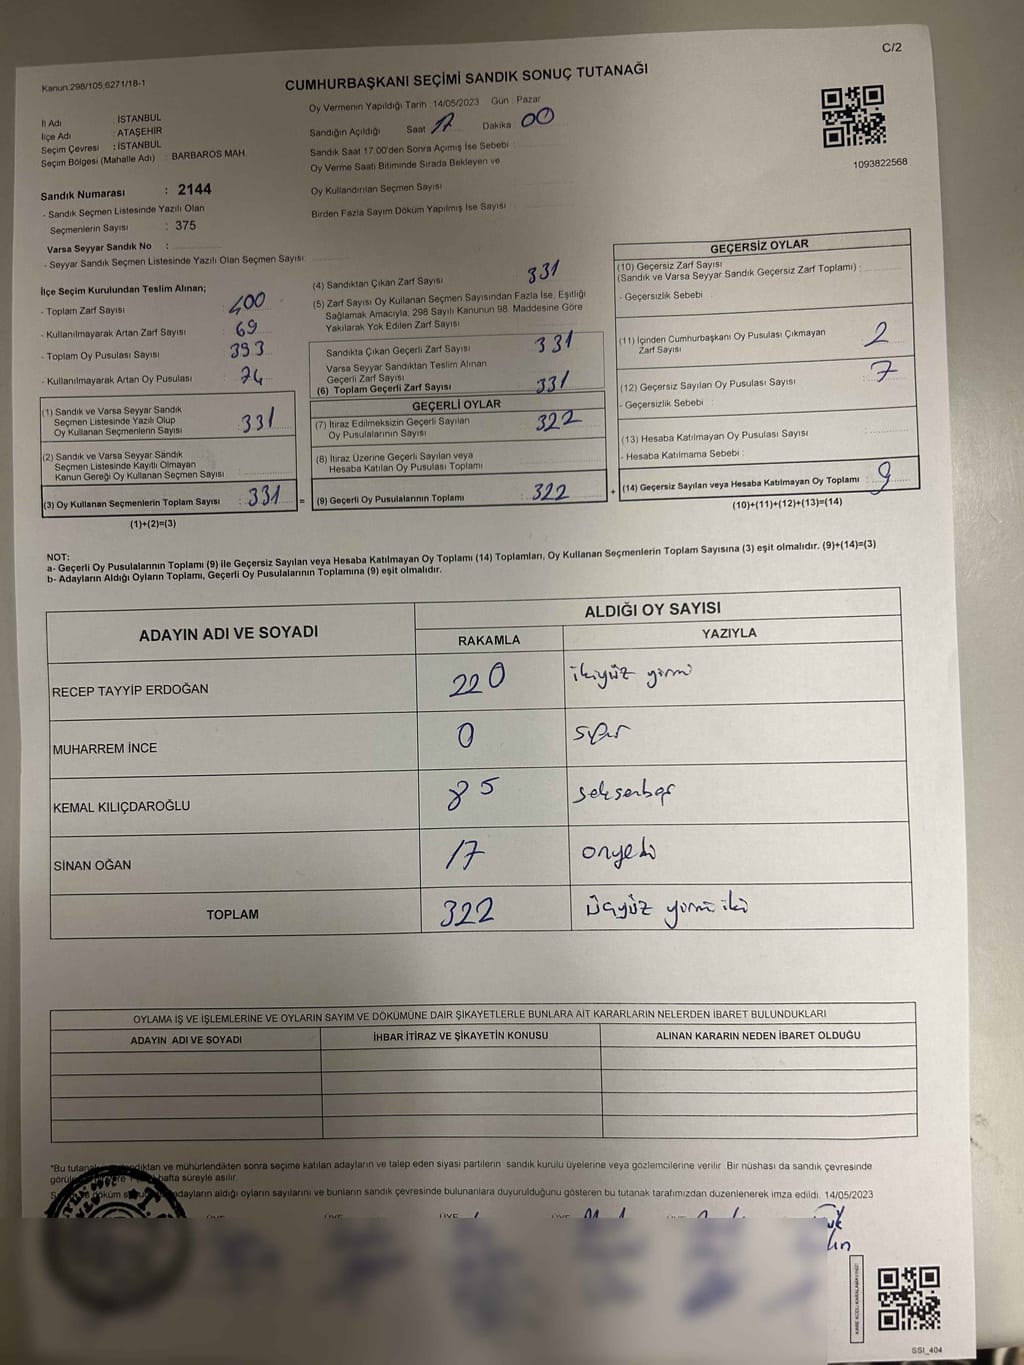 C/2
Kanun:298/105,6271/18-1
CUMHURBAŞKANI SEÇİMİ SANDIK SONUÇ TUTANAĞI
Oy Vermenin Yapıldığı Tarih : 14/05/2023 Gün : Pazar
İl Adı : İSTANBUL
İlçe Adı : ATAŞEHİR
Seçim Çevresi : İSTANBUL
Seçim Bölgesi (Mahalle Adı) : BARBAROS MAH.
Sandığın Açıldığı Saat 17 Dakika 00
Sandık Saat 17:00'den Sonra Açımış İse Sebebi :
Oy Verme Saati Bitiminde Sırada Bekleyen ve
Oy Kullandırılan Seçmen Sayısı
Birden Fazla Sayım Döküm Yapılmış İse Sayısı :
1093822568
Sandık Numarası : 2144
- Sandık Seçmen Listesinde Yazılı Olan
Seçmenlerin Sayısı : 375
Varsa Seyyar Sandık No :
- Seyyar Sandık Seçmen Listesinde Yazılı Olan Seçmen Sayısı:
İlçe Seçim Kurulundan Teslim Alınan;
- Toplam Zarf Sayısı : 400
- Kullanılmayarak Artan Zarf Sayısı : 69
- Toplam Oy Pusulası Sayısı : 393
- Kullanılmayarak Artan Oy Pusulası :
(1) Sandık ve Varsa Seyyar Sandık
Seçmen Listesinde Yazılı Olup
Oy Kullanan Seçmenlerin Sayısı : 331
(2) Sandık ve Varsa Seyyar Sandık
Seçmen Listesinde Kayıtlı Olmayan
Kanun Gereği Oy Kullanan Seçmen Sayısı :
(3) Oy Kullanan Seçmenlerin Toplam Sayısı : 331 =
(1)+(2)=(3)
(4) Sandıktan Çıkan Zarf Sayısı : 331
(5) Zarf Sayısı Oy Kullanan Seçmen Sayısından Fazla İse, Eşitliği
Sağlamak Amacıyla; 298 Sayılı Kanunun 98. Maddesine Göre
Yakılarak Yok Edilen Zarf Sayısı :
Sandıkta Çıkan Geçerli Zarf Sayısı : 331
Varsa Seyyar Sandıktan Teslim Alınan
Geçerli Zarf Sayısı
(6) Toplam Geçerli Zarf Sayısı : 331
GEÇERLİ OYLAR
(7) İtiraz Edilmeksizin Geçerli Sayılan
Oy Pusulalarının Sayısı : 322
(8) İtiraz Üzerine Geçerli Sayılan veya
Hesaba Katılan Oy Pusulası Toplamı :
(9) Geçerli Oy Pusulalarının Toplamı : 322 +
GEÇERSİZ OYLAR
(10) Geçersiz Zarf Sayısı
(Sandık ve Varsa Seyyar Sandık Geçersiz Zarf Toplamı) :
- Geçersizlik Sebebi :
(11) İçinden Cumhurbaşkanı Oy Pusulası Çıkmayan
Zarf Sayısı : 2
(12) Geçersiz Sayılan Oy Pusulası Sayısı : 7
- Geçersizlik Sebebi :
(13) Hesaba Katılmayan Oy Pusulası Sayısı :
- Hesaba Katılmama Sebebi :
(14) Geçersiz Sayılan veya Hesaba Katılmayan Oy Toplamı : 9
(10)+(11)+(12)+(13)=(14)
NOT:
a- Geçerli Oy Pusulalarının Toplamı (9) ile Geçersiz Sayılan veya Hesaba Katılmayan Oy Toplamı (14) Toplamları, Oy Kullanan Seçmenlerin Toplam Sayısına (3) eşit olmalıdır. (9)+(14)=(3)
b- Adayların Aldığı Oyların Toplamı, Geçerli Oy Pusulalarının Toplamına (9) eşit olmalıdır.
ADAYIN ADI VE SOYADI
ALDIĞI OY SAYISI
RAKAMLA YAZIYLA
RECEP TAYYİP ERDOĞAN 220 ikiyüz yirmi
MUHARREM İNCE 0 sıfır
KEMAL KILIÇDAROĞLU 85 seksenbeş
SİNAN OĞAN 17 onyedi
TOPLAM 322 üçyüz yirmi iki
OYLAMA İŞ VE İŞLEMLERİNE VE OYLARIN SAYIM VE DÖKÜMÜNE DAİR ŞİKAYETLERLE BUNLARA AİT KARARLARIN NELERDEN İBARET BULUNDUKLARI
ADAYIN ADI VE SOYADI İHBAR İTİRAZ VE ŞİKAYETİN KONUSU ALINAN KARARIN NEDEN İBARET OLDUĞU
*Bu ve mühürlendikten sonra seçime katılan adayların ve talep eden siyasi partilerin sandık kurulu üyelerine veya gözlemcilerine verilir. Bir nüshası da sandık çevresinde
hafta süreyle asılır.
döküm adayların aldığı oyların sayılarını ve bunların sandık çevresinde bulunanlara duyurulduğunu gösteren bu tutanak tarafımızdan düzenlenerek imza edildi. 14/05/2023
SSI_404